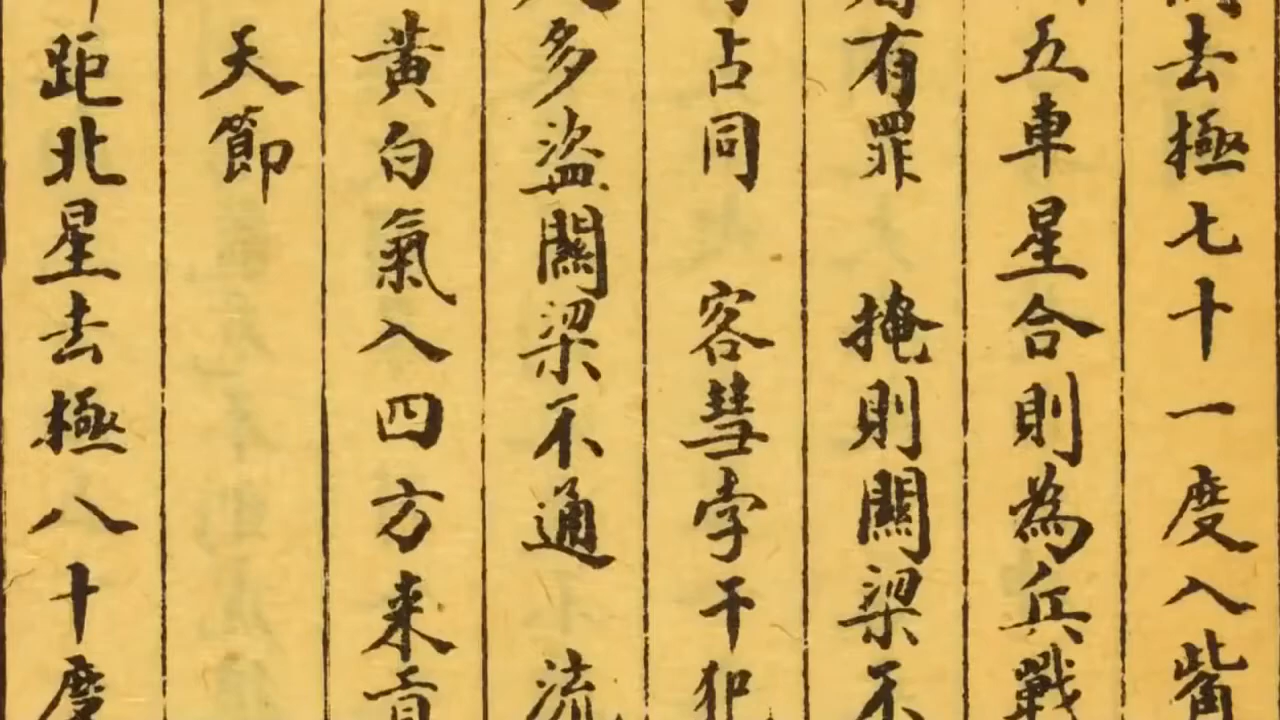 去極七十一度入觜
五車星合則為兵戰
有罪 掩則關梁不
占同 客彗孛干犯
多盜關梁不通 流
黃白氣入四方来貢
天節
距北星去極八十度